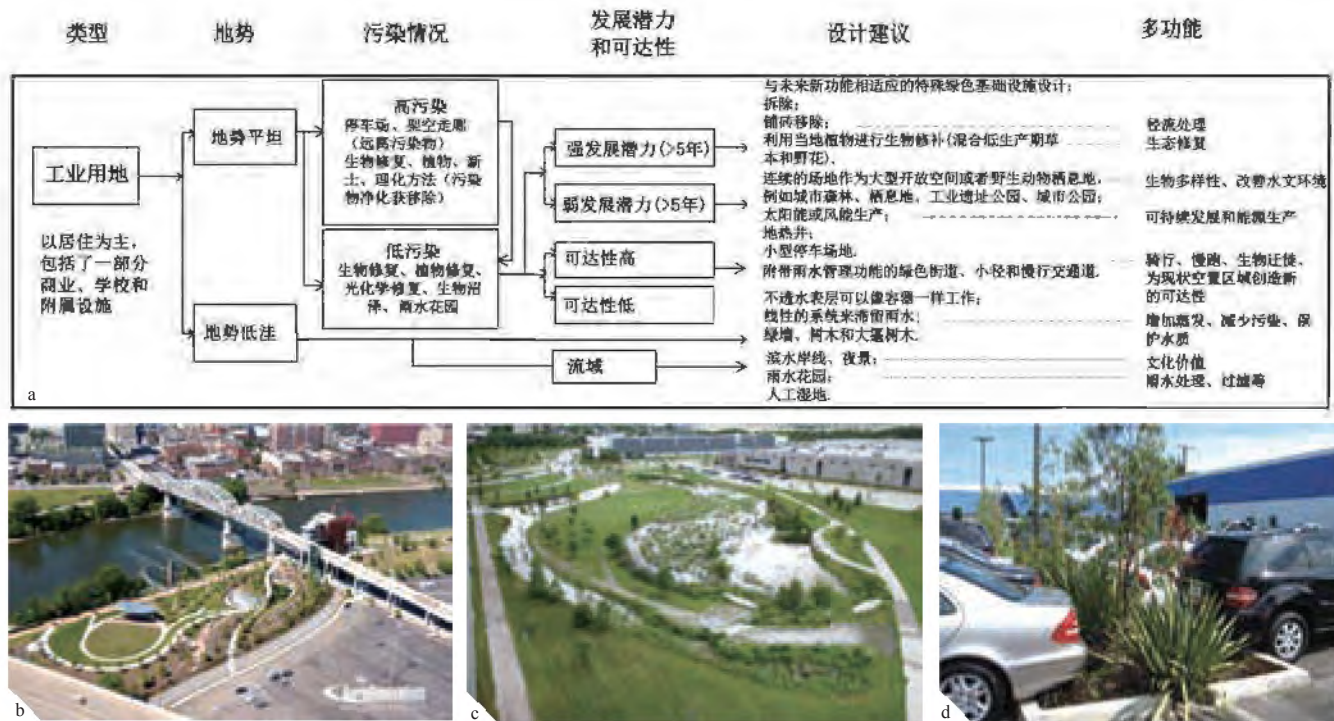 类型
地势
污染情况
发展潜力
和可达性
设计建议
多功能
工业用地
以居住为主,
包括了一部分
商业、学校和
附属设施
地势平坦
地势低洼
高污染
停车场、架空走廊
(远离污染物)
生物修复、植物、新
土、理化方法(污染
物净化获移除)
低污染
生物修复、植物修复、
光化学修复、生物沼
泽、雨水花园
强发展潜力(>5年)
弱发展潜力(>5年)
可达性高
可达性低
流域
与未来新功能相适应的特殊绿色基础设施设计;
拆除;
铺砖移除;
利用当地植物进行生物修补(混合低生产期草
本和野花).
连续的场地作为大型开放空间或者野生动物栖息地,
例如城市森林、栖息地,工业遗址公园、城市公园;
太阳能或风能生产;
地热井;
小型停车场地.
附带雨水管理功能的绿色街道、小径和慢行交通道.
不透水表层可以像容器一样工作;
线性的系统来滞留雨水;
绿墙、树木和大蓬树木.
滨水岸线、夜景;
雨水花园;
人工湿地.
径流处理
生态修复
生物多样性、改善水文环境
可持续发展和能源生产
骑行、慢跑、生物迁徙,
为现状空置区域创造新
的可达性
增加蒸发、减少污染、保
护水质
文化价值
雨水处理、过滤等
a
b
c
d